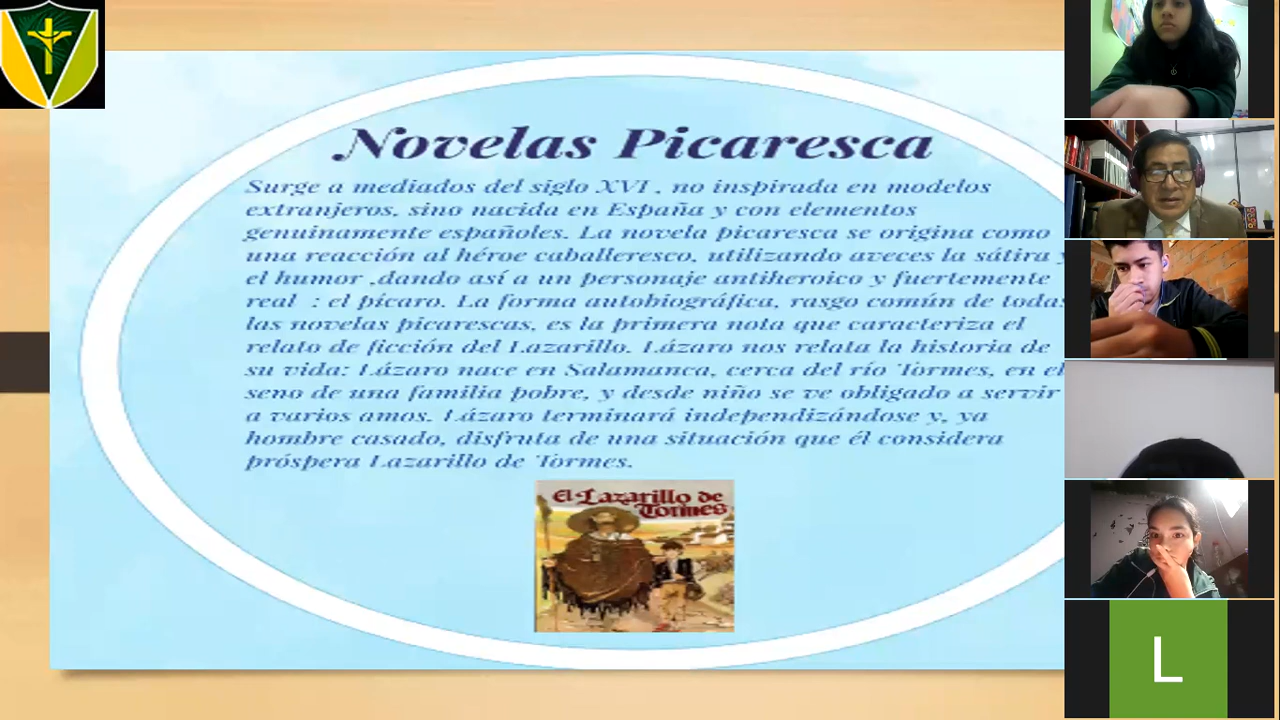 Novelas Picaresca
Surge a mediados del siglo XVI , no inspirada en modelos
extranjeros, sino nacida en España y con elementos
genuinamente españoles. La novela picaresca se origina como
una reacción al héroe caballeresco, utilizando aveces la sátira y
el humor ,dando así a un personaje antiheroico y fuertemente
real : el pícaro. La forma autobiográfica, rasgo común de todas
las novelas picarescas, es la primera nota que caracteriza el
relato de ficción del Lazarillo. Lázaro nos relata la historia de
su vida: Lázaro nace en Salamanca, cerca del río Tormes, en el
seno de una familia pobre, y desde niño se ve obligado a servir
a varios amos. Lázaro terminará independizándose y, ya
hombre casado, disfruta de una situación que él considera
próspera Lazarillo de Tormes.
El Lazarillo de
Tormes
L